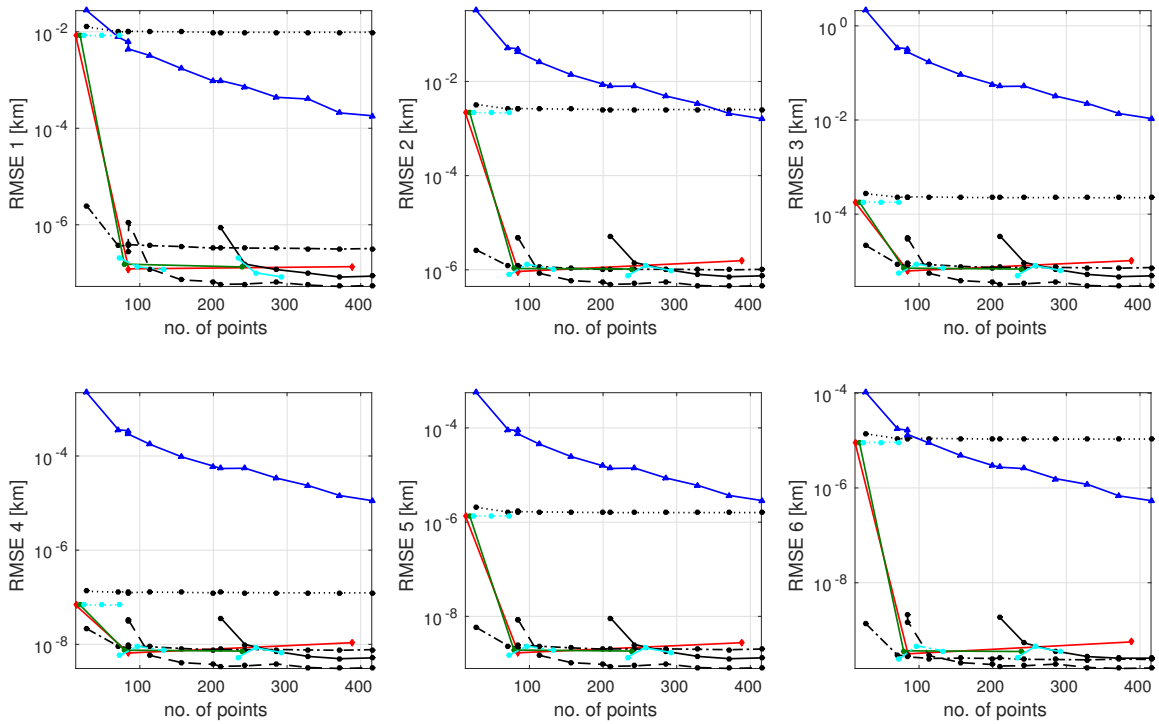 10^-2
10^-4
10^-6
RMSE 1 [km]
100 200 300 400
no. of points
10^-2
10^-4
10^-6
RMSE 2 [km]
100 200 300 400
no. of points
10^0
10^-2
10^-4
RMSE 3 [km]
100 200 300 400
no. of points
10^-4
10^-6
10^-8
RMSE 4 [km]
100 200 300 400
no. of points
10^-4
10^-6
10^-8
RMSE 5 [km]
100 200 300 400
no. of points
10^-4
10^-6
10^-8
RMSE 6 [km]
100 200 300 400
no. of points